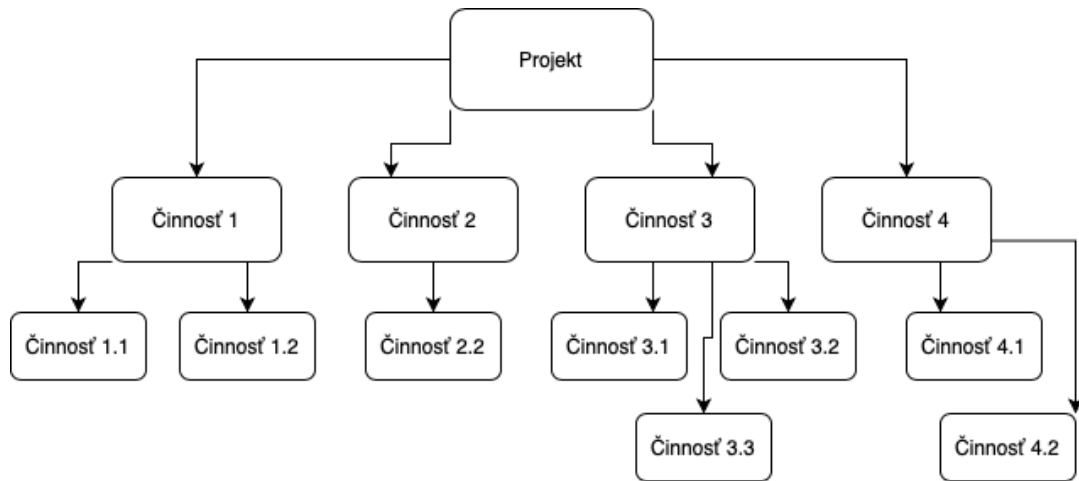 Projekt
Činnosť 1
Činnosť 2
Činnosť 3
Činnosť 4
Činnosť 1.1
Činnosť 1.2
Činnosť 2.2
Činnosť 3.1
Činnosť 3.2
Činnosť 4.1
Činnosť 3.3
Činnosť 4.2